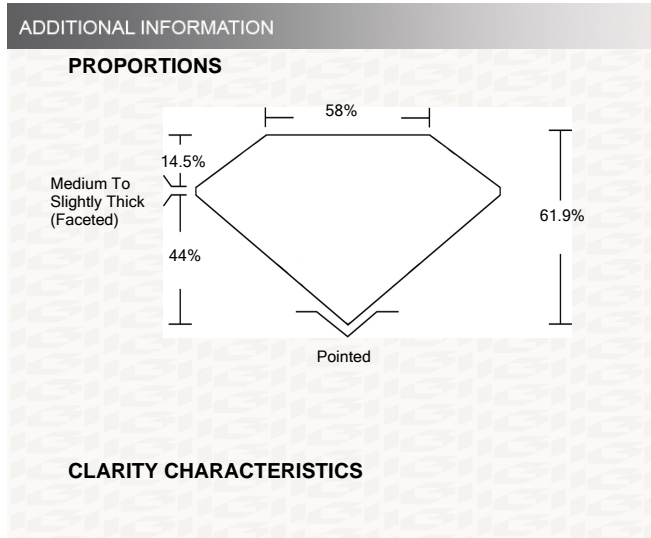 ADDITIONAL INFORMATION
PROPORTIONS
58%
14.5%
Medium To
Slightly Thick
(Faceted)
61.9%
44%
Pointed
CLARITY CHARACTERISTICS